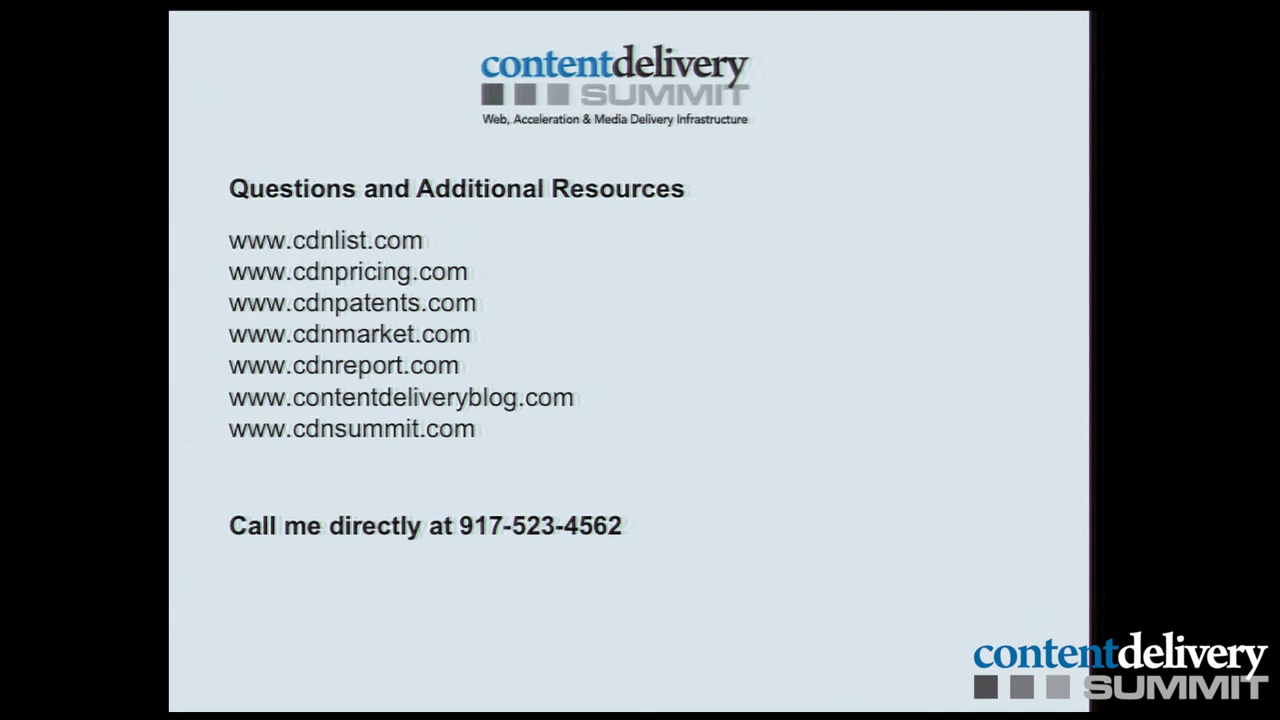 contentdelivery
SUMMIT
Web, Acceleration & Media Delivery Infrastructure
Questions and Additional Resources
www.cdnlist.com
www.cdnpricing.com
www.cdnpatents.com
www.cdnmarket.com
www.cdnreport.com
www.contentdeliveryblog.com
www.cdnsummit.com
Call me directly at 917-523-4562
contentdelivery
SUMMIT